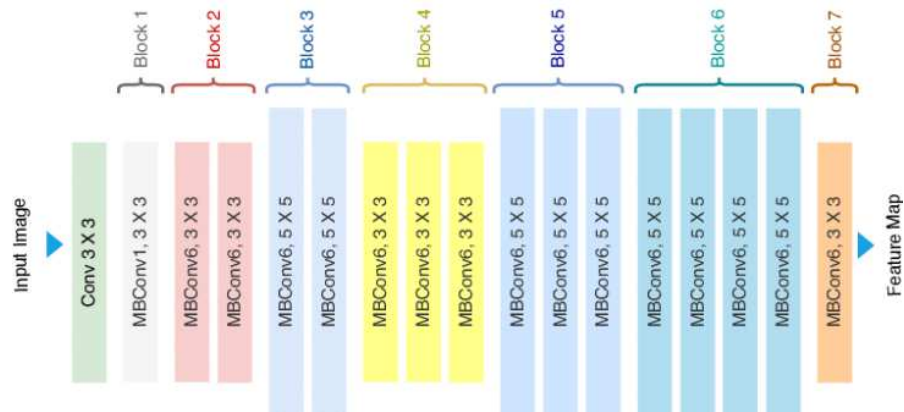 Block 1
Block 2
Block 3
Block 4
Block 5
Block 6
Block 7
Input Image
Conv 3 X 3
MBConv1, 3 X 3
MBConv6, 3 X 3
MBConv6, 3 X 3
MBConv6, 5 X 5
MBConv6, 5 X 5
MBConv6, 3 X 3
MBConv6, 3 X 3
MBConv6, 3 X 3
MBConv6, 5 X 5
MBConv6, 5 X 5
MBConv6, 5 X 5
MBConv6, 5 X 5
MBConv6, 5 X 5
MBConv6, 5 X 5
MBConv6, 5 X 5
MBConv6, 3 X 3
Feature Map